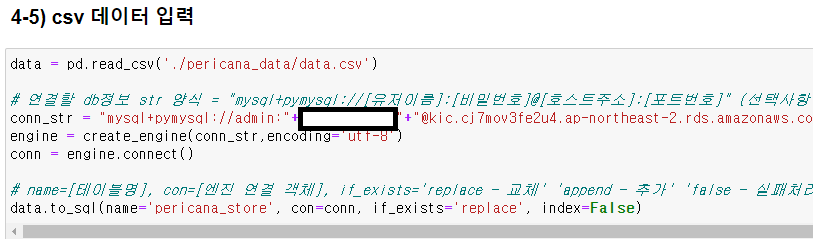 4-5) csv 데이터 입력
data = pd.read_csv('./pericana_data/data.csv')
# 연결할 db정보 str 양식 = "mysql+pymysql://[유저이름]:[비밀번호]@[호스트주소]:[포트번호]" (선택사항
conn_str = "mysql+pymysql://admin:"+ "+"@kic.cj7mov3fe2u4.ap-northeast-2.rds.amazonaws.co
engine = create_engine(conn_str,encoding='utf-8')
conn = engine.connect()
# name=[테이블명], con=[엔진 연결 객체], if_exists='replace - 교체' 'append - 추가' 'false - 실패처리
data.to_sql(name='pericana_store', con=conn, if_exists='replace', index=False)